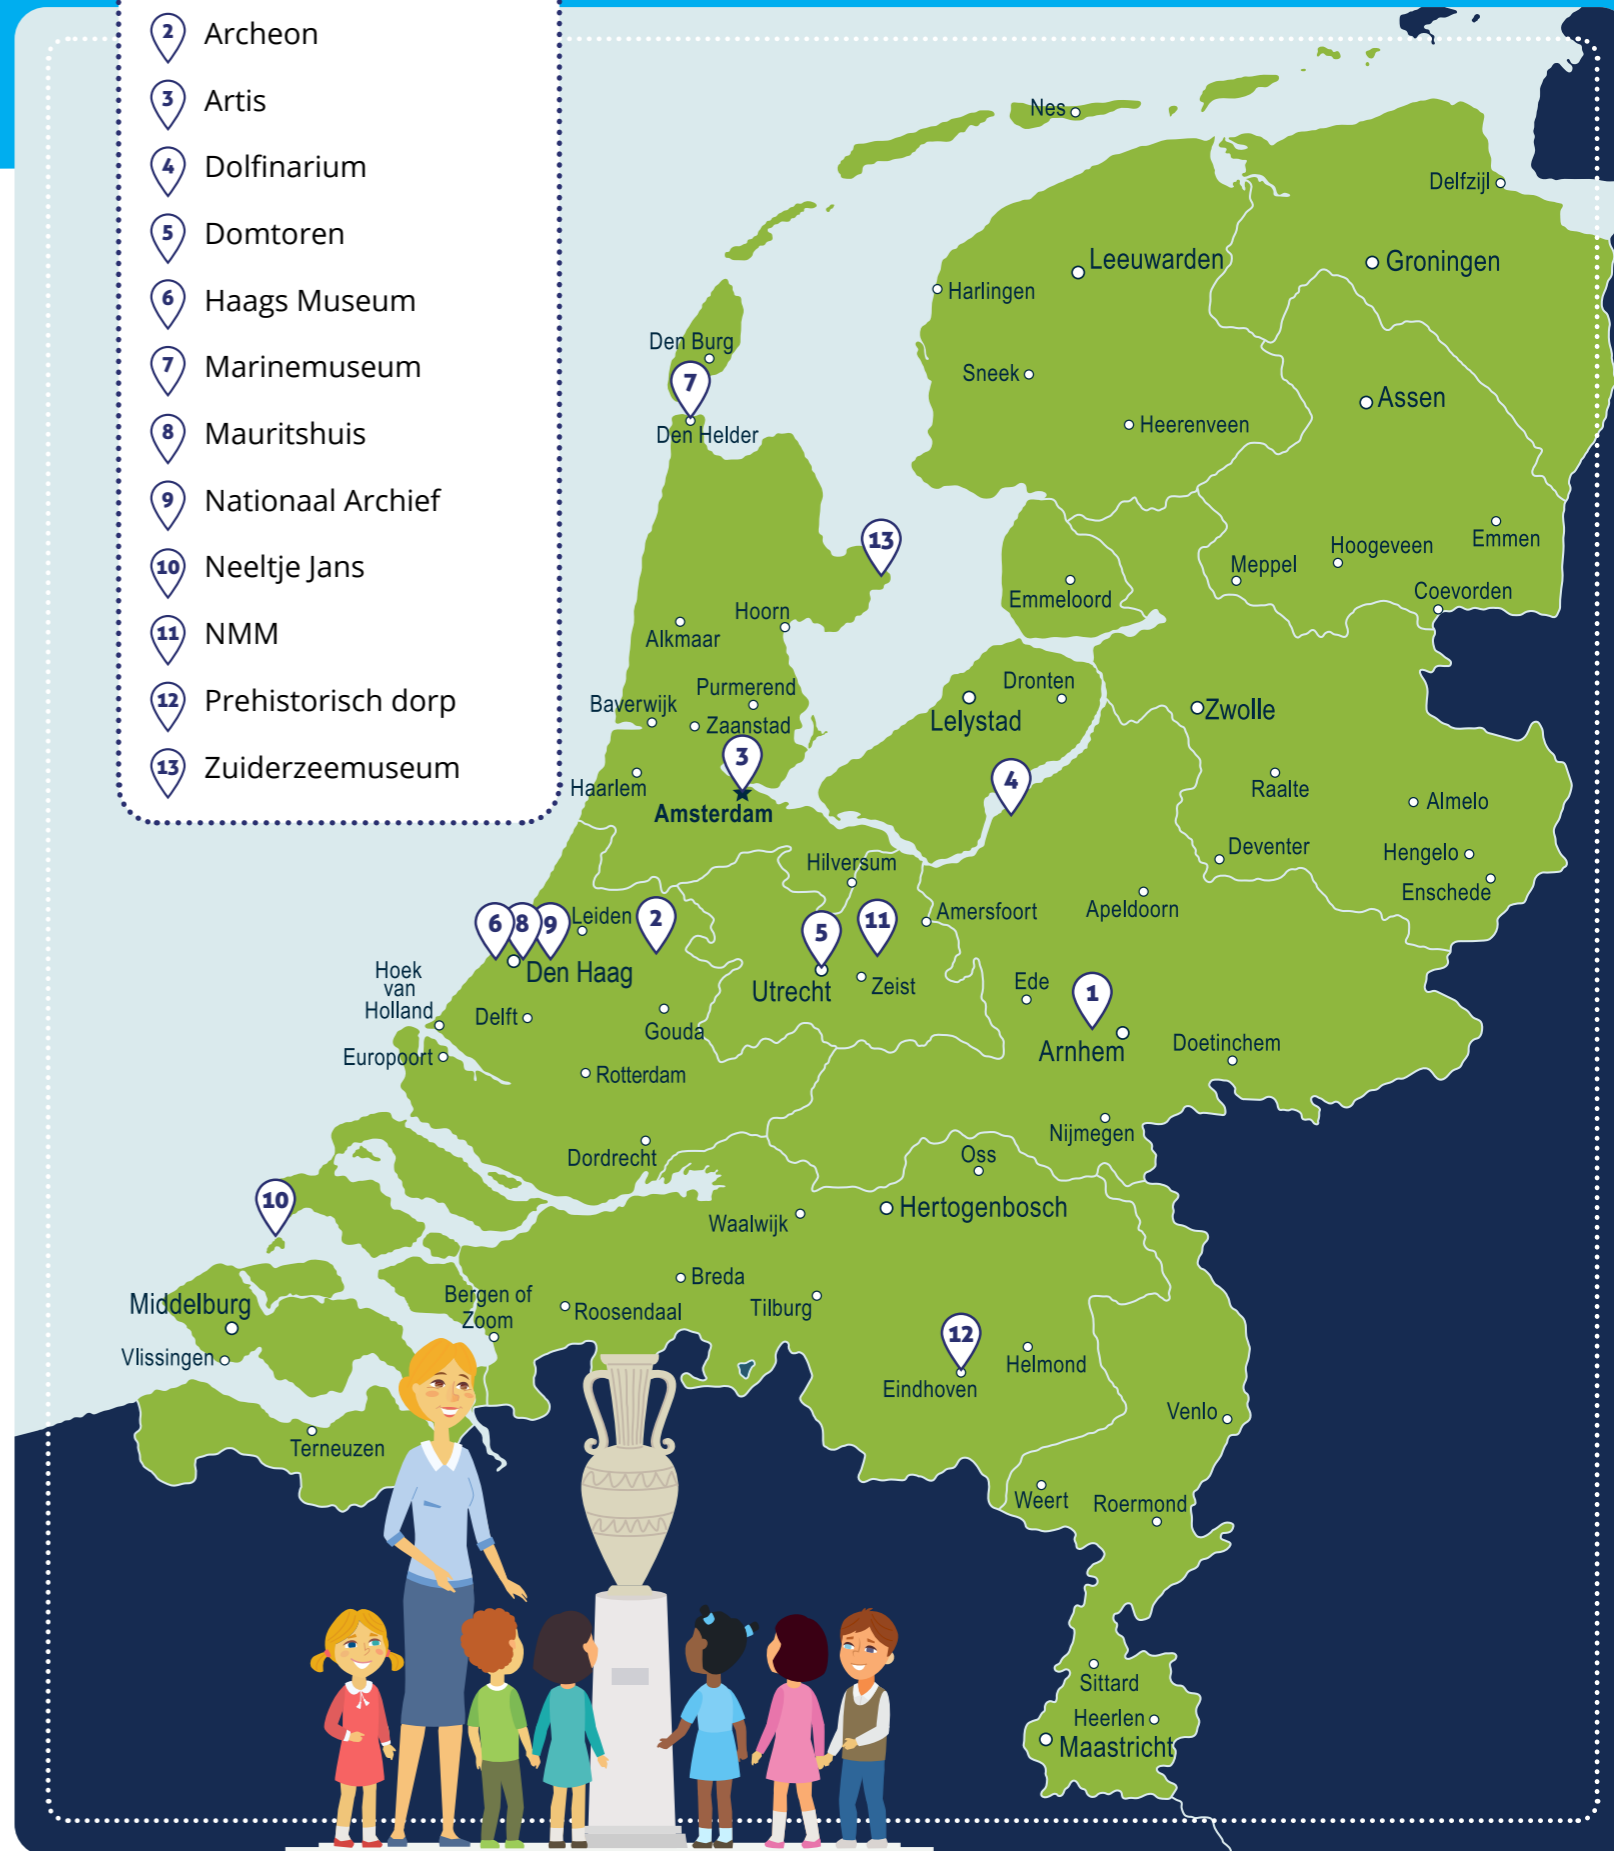 2 Archeon
3 Artis
4 Dolfinarium
5 Domtoren
6 Haags Museum
7 Marinemuseum
8 Mauritshuis
9 Nationaal Archief
10 Neeltje Jans
11 NMM
12 Prehistorisch dorp
13 Zuiderzeemuseum
Nes
Delfzijl
Leeuwarden
Groningen
Harlingen
Den Burg
Sneek
7
Assen
Den Helder
Heerenveen
13
Emmen
Hoogeveen
Meppel
Emmeloord
Coevorden
Hoorn
Alkmaar
Dronten
Purmerend
Baverwijk
Zaanstad
Lelystad
Zwolle
3
4
Haarlem
Raalte
Almelo
Amsterdam
Deventer
Hilversum
Hengelo
Enschede
Apeldoorn
Amersfoort
6
8
9
Leiden
2
5
11
Den Haag
Hoek
van
Holland
Utrecht
Zeist
Ede
1
Delft
Gouda
Arnhem
Doetinchem
Europoort
Rotterdam
Nijmegen
Dordrecht
Oss
10
Hertogenbosch
Waalwijk
Breda
Bergen of
Zoom
Roosendaal
Tilburg
Middelburg
12
Vlissingen
Helmond
Eindhoven
Venlo
Terneuzen
Weert
Roermond
Sittard
Heerlen
Maastricht